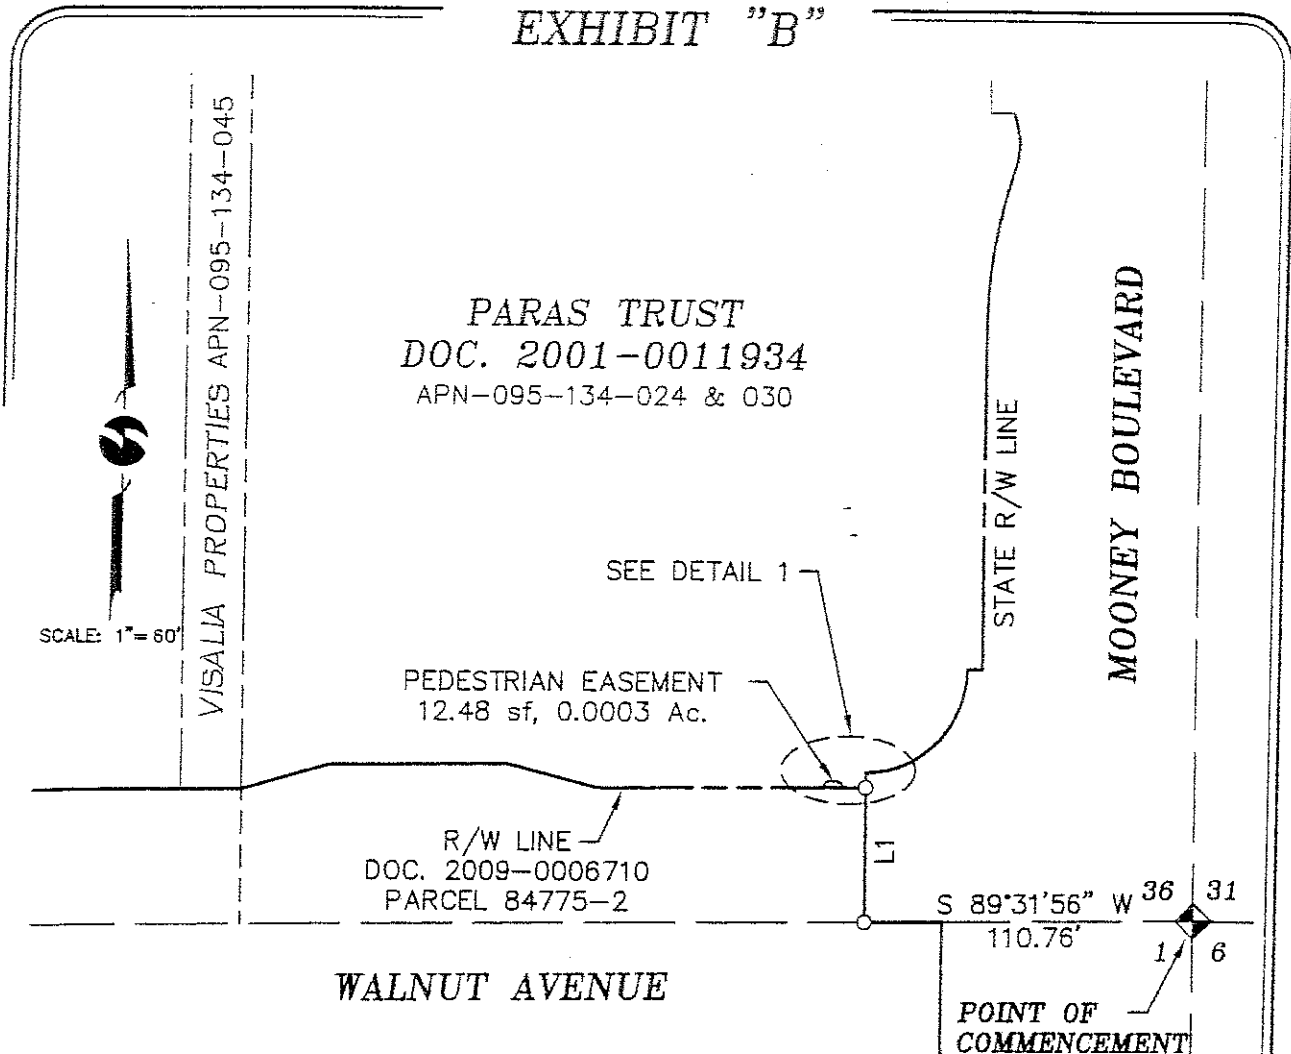 EXHIBIT "B"
VISALIA PROPERTIES APN-095-134-045
PARAS TRUST
DOC. 2001-0011934
APN-095-134-024 & 030
STATE R/W LINE
MOONEY BOULEVARD
SEE DETAIL 1
SCALE: 1"= 60'
PEDESTRIAN EASEMENT
12.48 sf, 0.0003 Ac.
R/W LINE
DOC. 2009-0006710
PARCEL 84775-2
L1
S 89°31'56" W
110.76'
36 31
1 6
WALNUT AVENUE
POINT OF
COMMENCEMENT